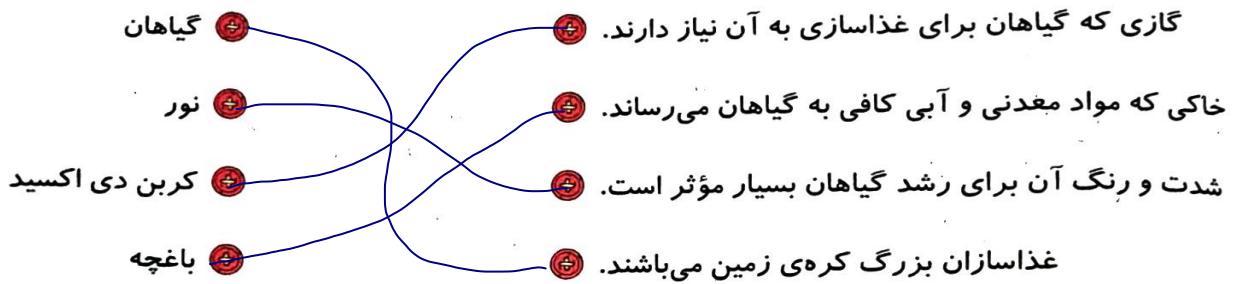 گازی که گیاهان برای غذاسازی به آن نیاز دارند. گیاهان
خاکی که مواد معدنی و آبی کافی به گیاهان می‌رساند. نور
شدت و رنگ آن برای رشد گیاهان بسیار مؤثر است. کربن دی اکسید
غذاسازان بزرگ کره‌ی زمین می‌باشند. باغچه